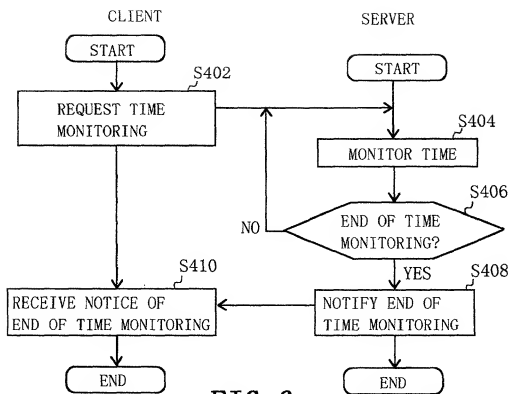 CLIENT
SERVER
START
START
S402
REQUEST TIME
MONITORING
S404
MONITOR TIME
S406
END OF TIME
MONITORING?
NO
YES
S410
RECEIVE NOTICE OF
END OF TIME MONITORING
S408
NOTIFY END OF
TIME MONITORING
END
END